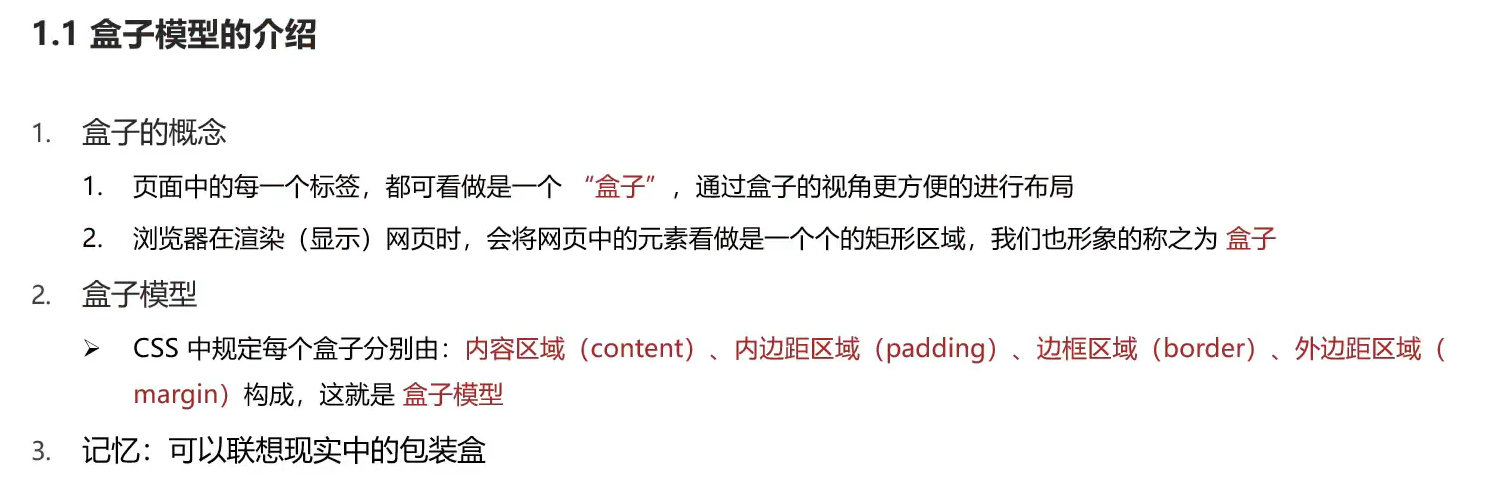 1.1 盒子模型的介绍
1. 盒子的概念
1. 页面中的每一个标签，都可看做是一个 “盒子”，通过盒子的视角更方便的进行布局
2. 浏览器在渲染（显示）网页时，会将网页中的元素看做是一个个的矩形区域，我们也形象的称之为 盒子
2. 盒子模型
➢ CSS 中规定每个盒子分别由：内容区域（content）、内边距区域（padding）、边框区域（border）、外边距区域（
margin）构成，这就是 盒子模型
3. 记忆：可以联想现实中的包装盒